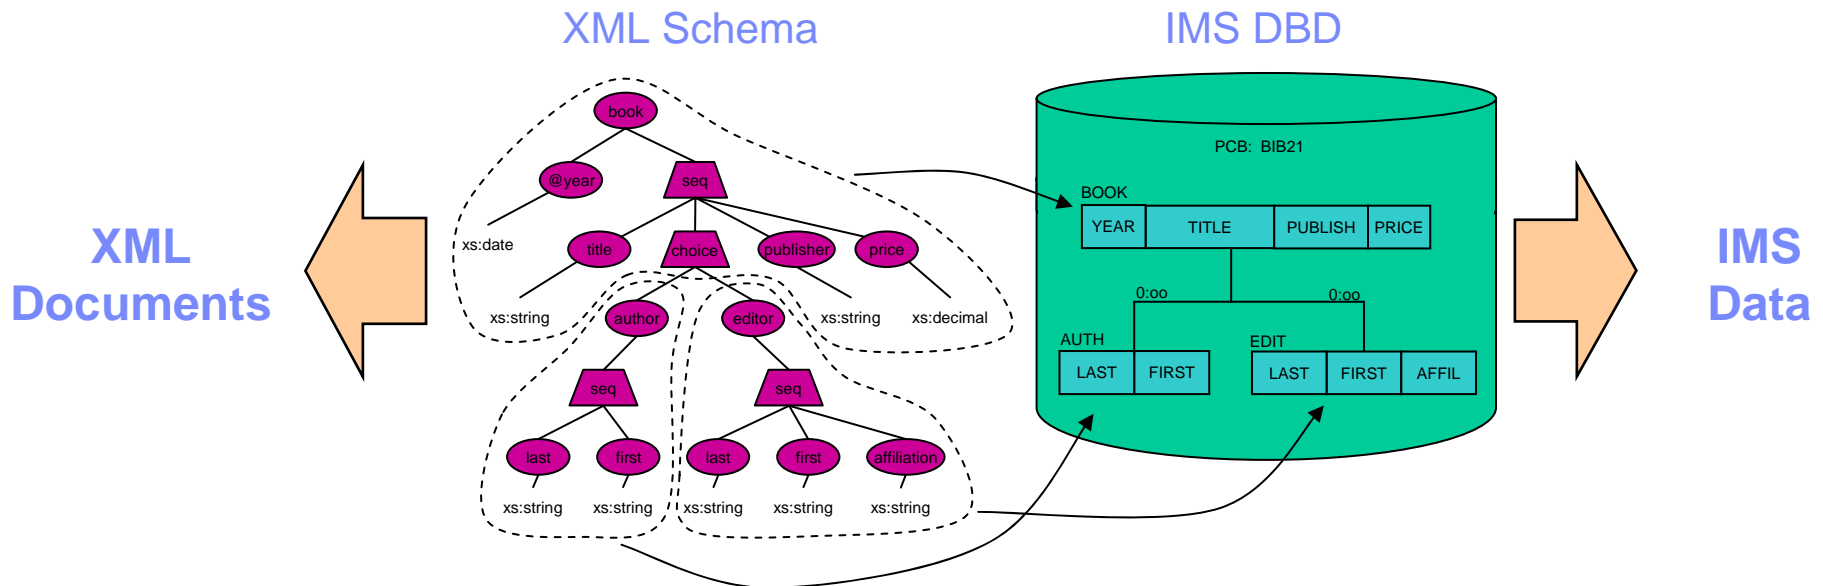 XML Schema
IMS DBD
book
@year
seq
xs:date
title
choice
publisher
price
xs:string
author
editor
xs:string
xs:decimal
seq
seq
last
first
last
first
affiliation
xs:string
xs:string
xs:string
xs:string
xs:string
XML
Documents
PCB: BIB21
BOOK
YEAR
TITLE
PUBLISH
PRICE
0:oo
0:oo
AUTH
EDIT
LAST
FIRST
LAST
FIRST
AFFIL
IMS
Data